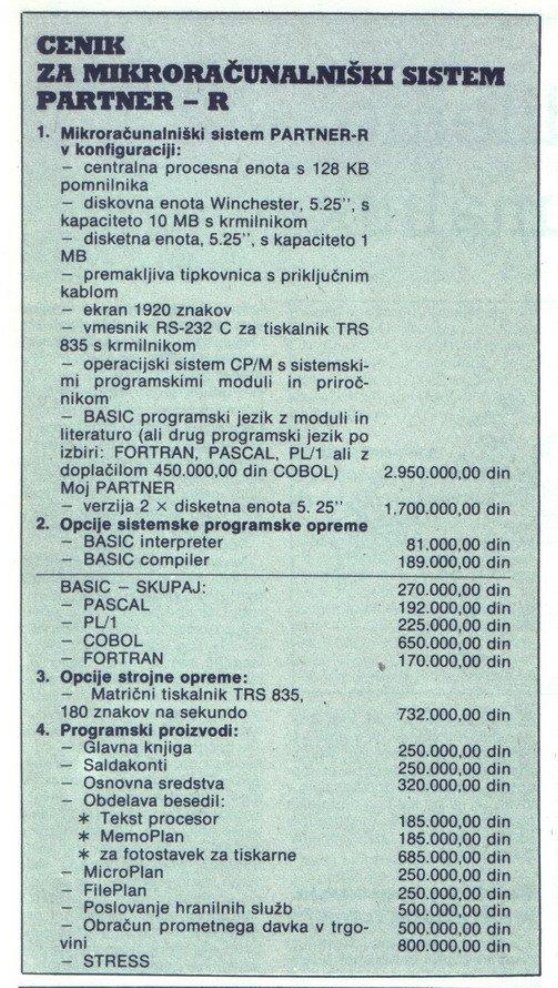 CENIK
ZA MIKRORAČUNALNIŠKI SISTEM
PARTNER – R
1. Mikroračunalniški sistem PARTNER-R
v konfiguraciji:
– centralna procesna enota s 128 KB
pomnilnika
– diskovna enota Winchester, 5.25'', s
kapaciteto 10 MB s krmilnikom
– disketna enota, 5.25'', s kapaciteto 1
MB
– premakljiva tipkovnica s priključnim
kablom
– ekran 1920 znakov
– vmesnik RS-232 C za tiskalnik TRS
835 s krmilnikom
– operacijski sistem CP/M s sistemski-
mi programskimi moduli in priroč-
nikom
– BASIC programski jezik z moduli in
literaturo (ali drug programski jezik po
izbiri: FORTRAN, PASCAL, PL/1 ali z
doplačilom 450.000,00 din COBOL) 2.950.000,00 din
Moj PARTNER
– verzija 2 × disketna enota 5. 25'' 1.700.000,00 din
2. Opcije sistemske programske opreme
– BASIC interpreter 81.000,00 din
– BASIC compiler 189.000,00 din
BASIC – SKUPAJ: 270.000,00 din
– PASCAL 192.000,00 din
– PL/1 225.000,00 din
– COBOL 650.000,00 din
– FORTRAN 170.000,00 din
3. Opcije strojne opreme:
– Matrični tiskalnik TRS 835,
180 znakov na sekundo 732.000,00 din
4. Programski proizvodi:
– Glavna knjiga 250.000,00 din
– Saldakonti 250.000,00 din
– Osnovna sredstva 320.000,00 din
– Obdelava besedil:
* Tekst procesor 185.000,00 din
* MemoPlan 185.000,00 din
* za fotostavek za tiskarne 685.000,00 din
– MicroPlan 250.000,00 din
– FilePlan 250.000,00 din
– Poslovanje hranilnih služb 500.000,00 din
– Obračun prometnega davka v trgo- 500.000,00 din
vini 800.000,00 din
– STRESS